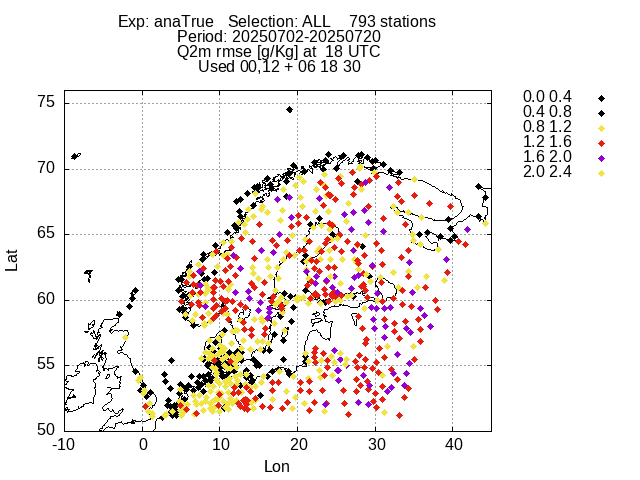 Exp: anaTrue   Selection: ALL    793 stations
Period: 20250702-20250720
Q2m rmse [g/Kg] at  18 UTC
Used 00,12 + 06 18 30
0.0 0.4
0.4 0.8
0.8 1.2
1.2 1.6
1.6 2.0
2.0 2.4
75
70
65
60
55
50
Lat
-10 0 10 20 30 40
Lon